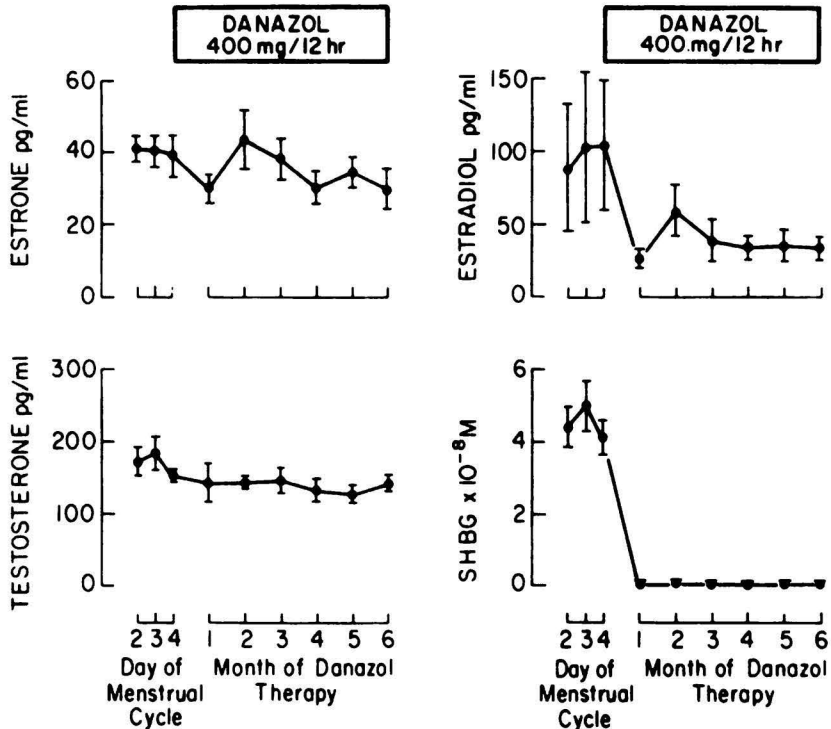 DANAZOL
400 mg/12 hr
DANAZOL
400 mg/12 hr
ESTRONE pg/ml
60
40
20
0
ESTRADIOL pg/ml
150
100
50
0
TESTOSTERONE pg/ml
300
200
100
0
2 3 4 1 2 3 4 5 6
Day of Menstrual Cycle
Month of Danazol Therapy
SHBG x 10⁻⁸M
6
4
2
0
2 3 4 1 2 3 4 5 6
Day of Menstrual Cycle
Month of Danazol Therapy